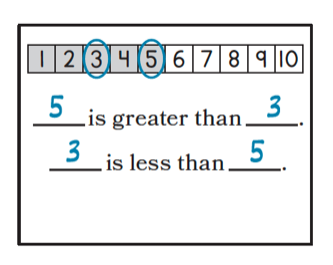 1 2 3 4 5 6 7 8 9 10
5 is greater than 3.
3 is less than 5.